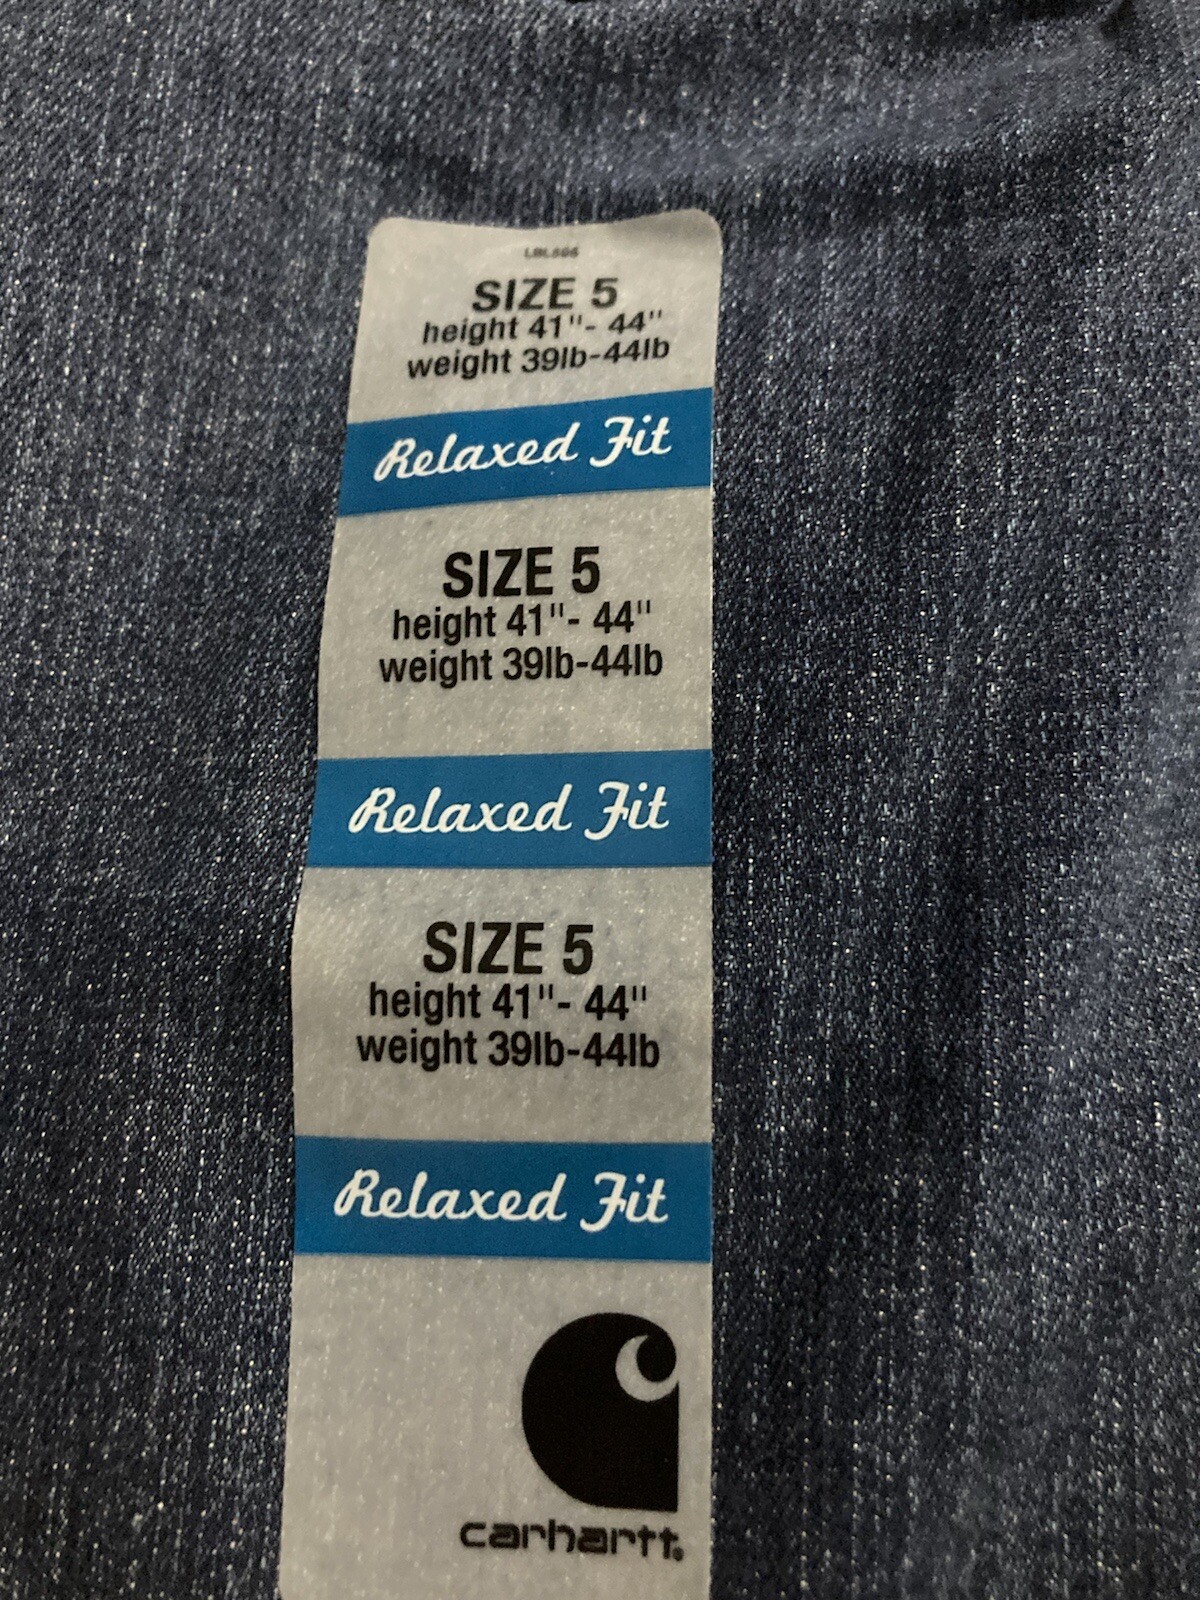 SIZE 5
height 41"- 44"
weight 39lb-44lb
Relaxed Fit
SIZE 5
height 41"- 44"
weight 39lb-44lb
Relaxed Fit
SIZE 5
height 41"- 44"
weight 39lb-44lb
Relaxed Fit
carhartt.